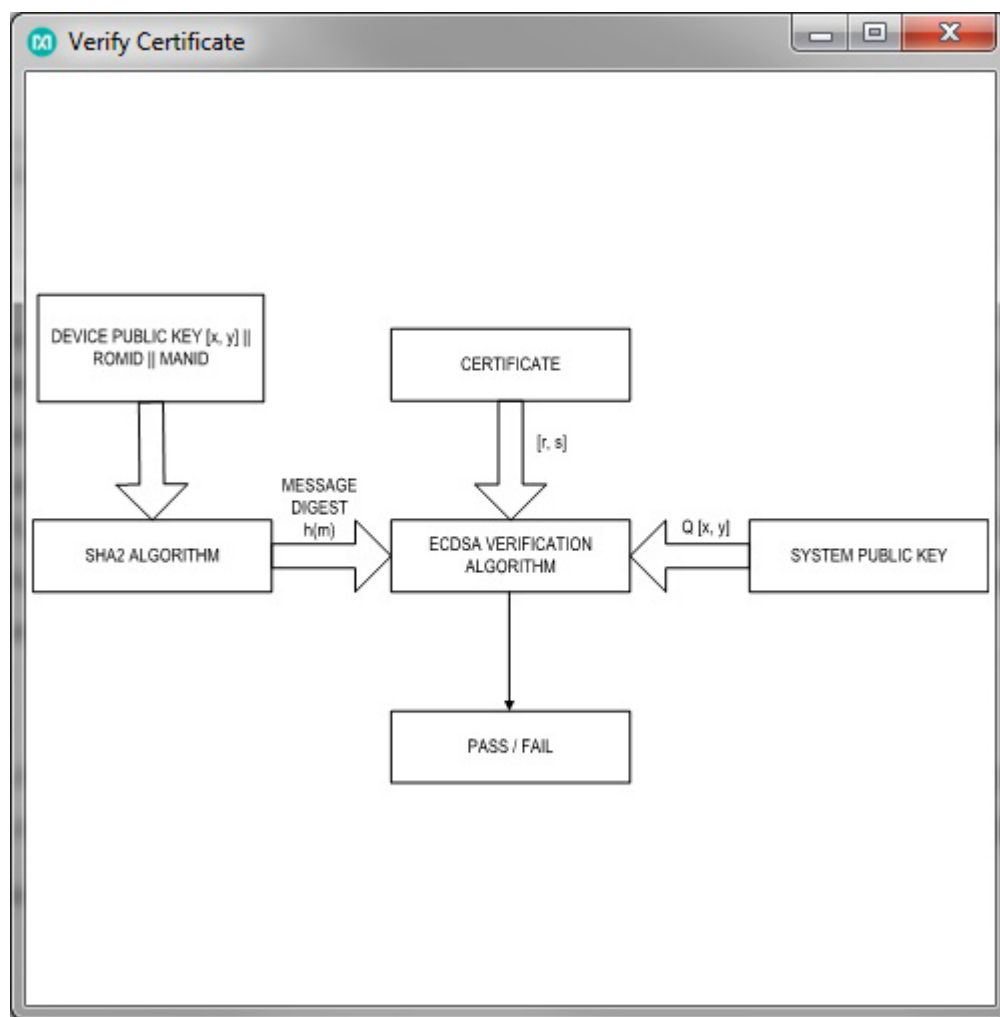 Verify Certificate
DEVICE PUBLIC KEY [x, y] ||
ROMID || MANID
CERTIFICATE
[r, s]
MESSAGE
DIGEST
h(m)
SHA2 ALGORITHM
ECDSA VERIFICATION
ALGORITHM
Q [x, y]
SYSTEM PUBLIC KEY
PASS / FAIL